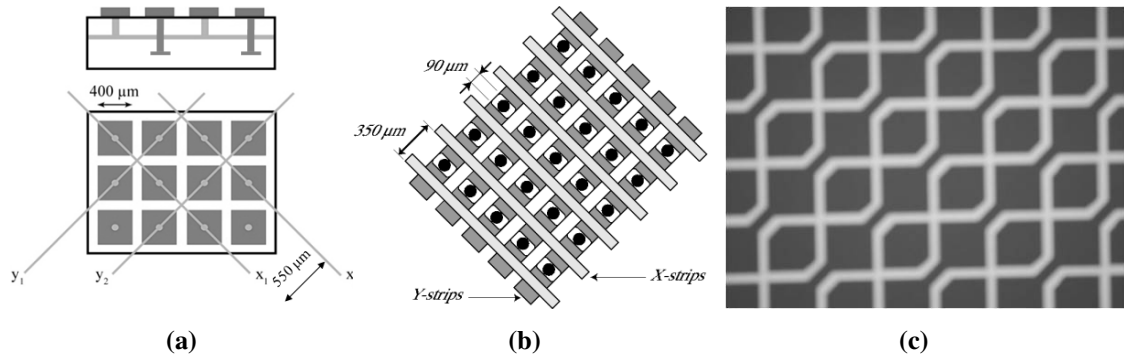 400 µm
y₁
y₂
x₁
x
550 µm
(a)
90 µm
350 µm
X-strips
Y-strips
(b)
(c)